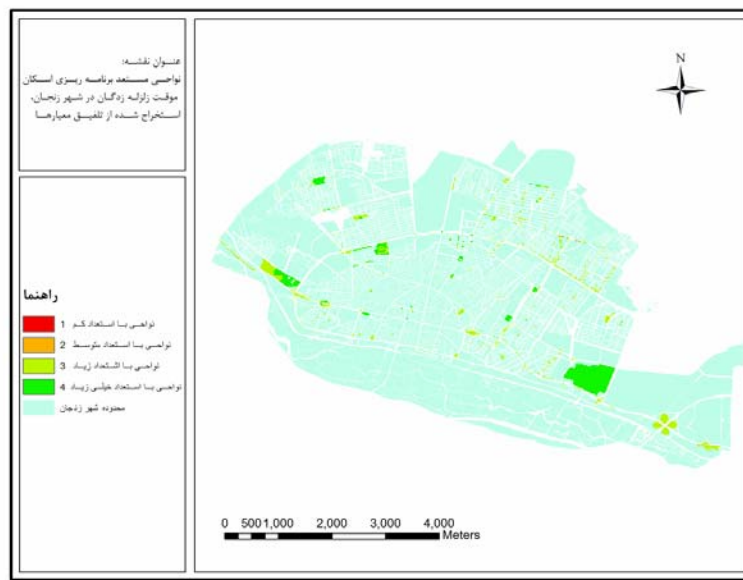 عنوان نقشه:
نواحی مستعد برنامه ریزی اسکان
موقت زلزله زدگان در شهر زنجان،
استخراج شده از تلفیق معیارها
N
راهنما
1 نواحی با استعداد کم
2 نواحی با استعداد متوسط
3 نواحی با استعداد زیاد
4 نواحی با استعداد خیلی زیاد
محدوده شهر زنجان
0 500 1,000 2,000 3,000 4,000
Meters